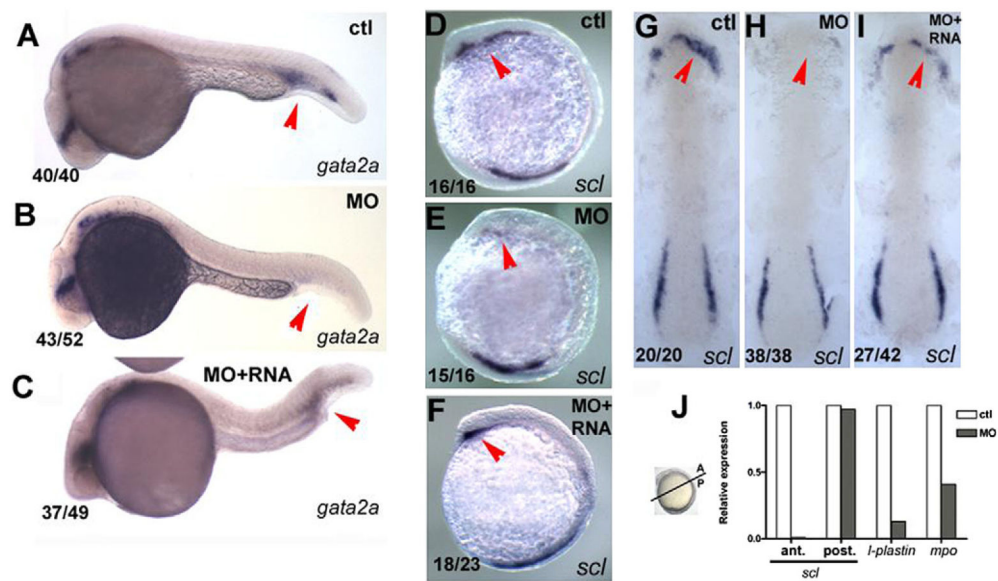 A
ctl
40/40
gata2a
B
MO
43/52
gata2a
C
MO+RNA
37/49
gata2a
D
ctl
16/16
scl
E
MO
15/16
scl
F
MO+
RNA
18/23
scl
G
ctl
20/20
scl
H
MO
38/38
scl
I
MO+
RNA
27/42
scl
J
A
P
Relative expression
1.0
0.5
0.0
ctl
MO
ant.
post.
l-plastin
mpo
scl